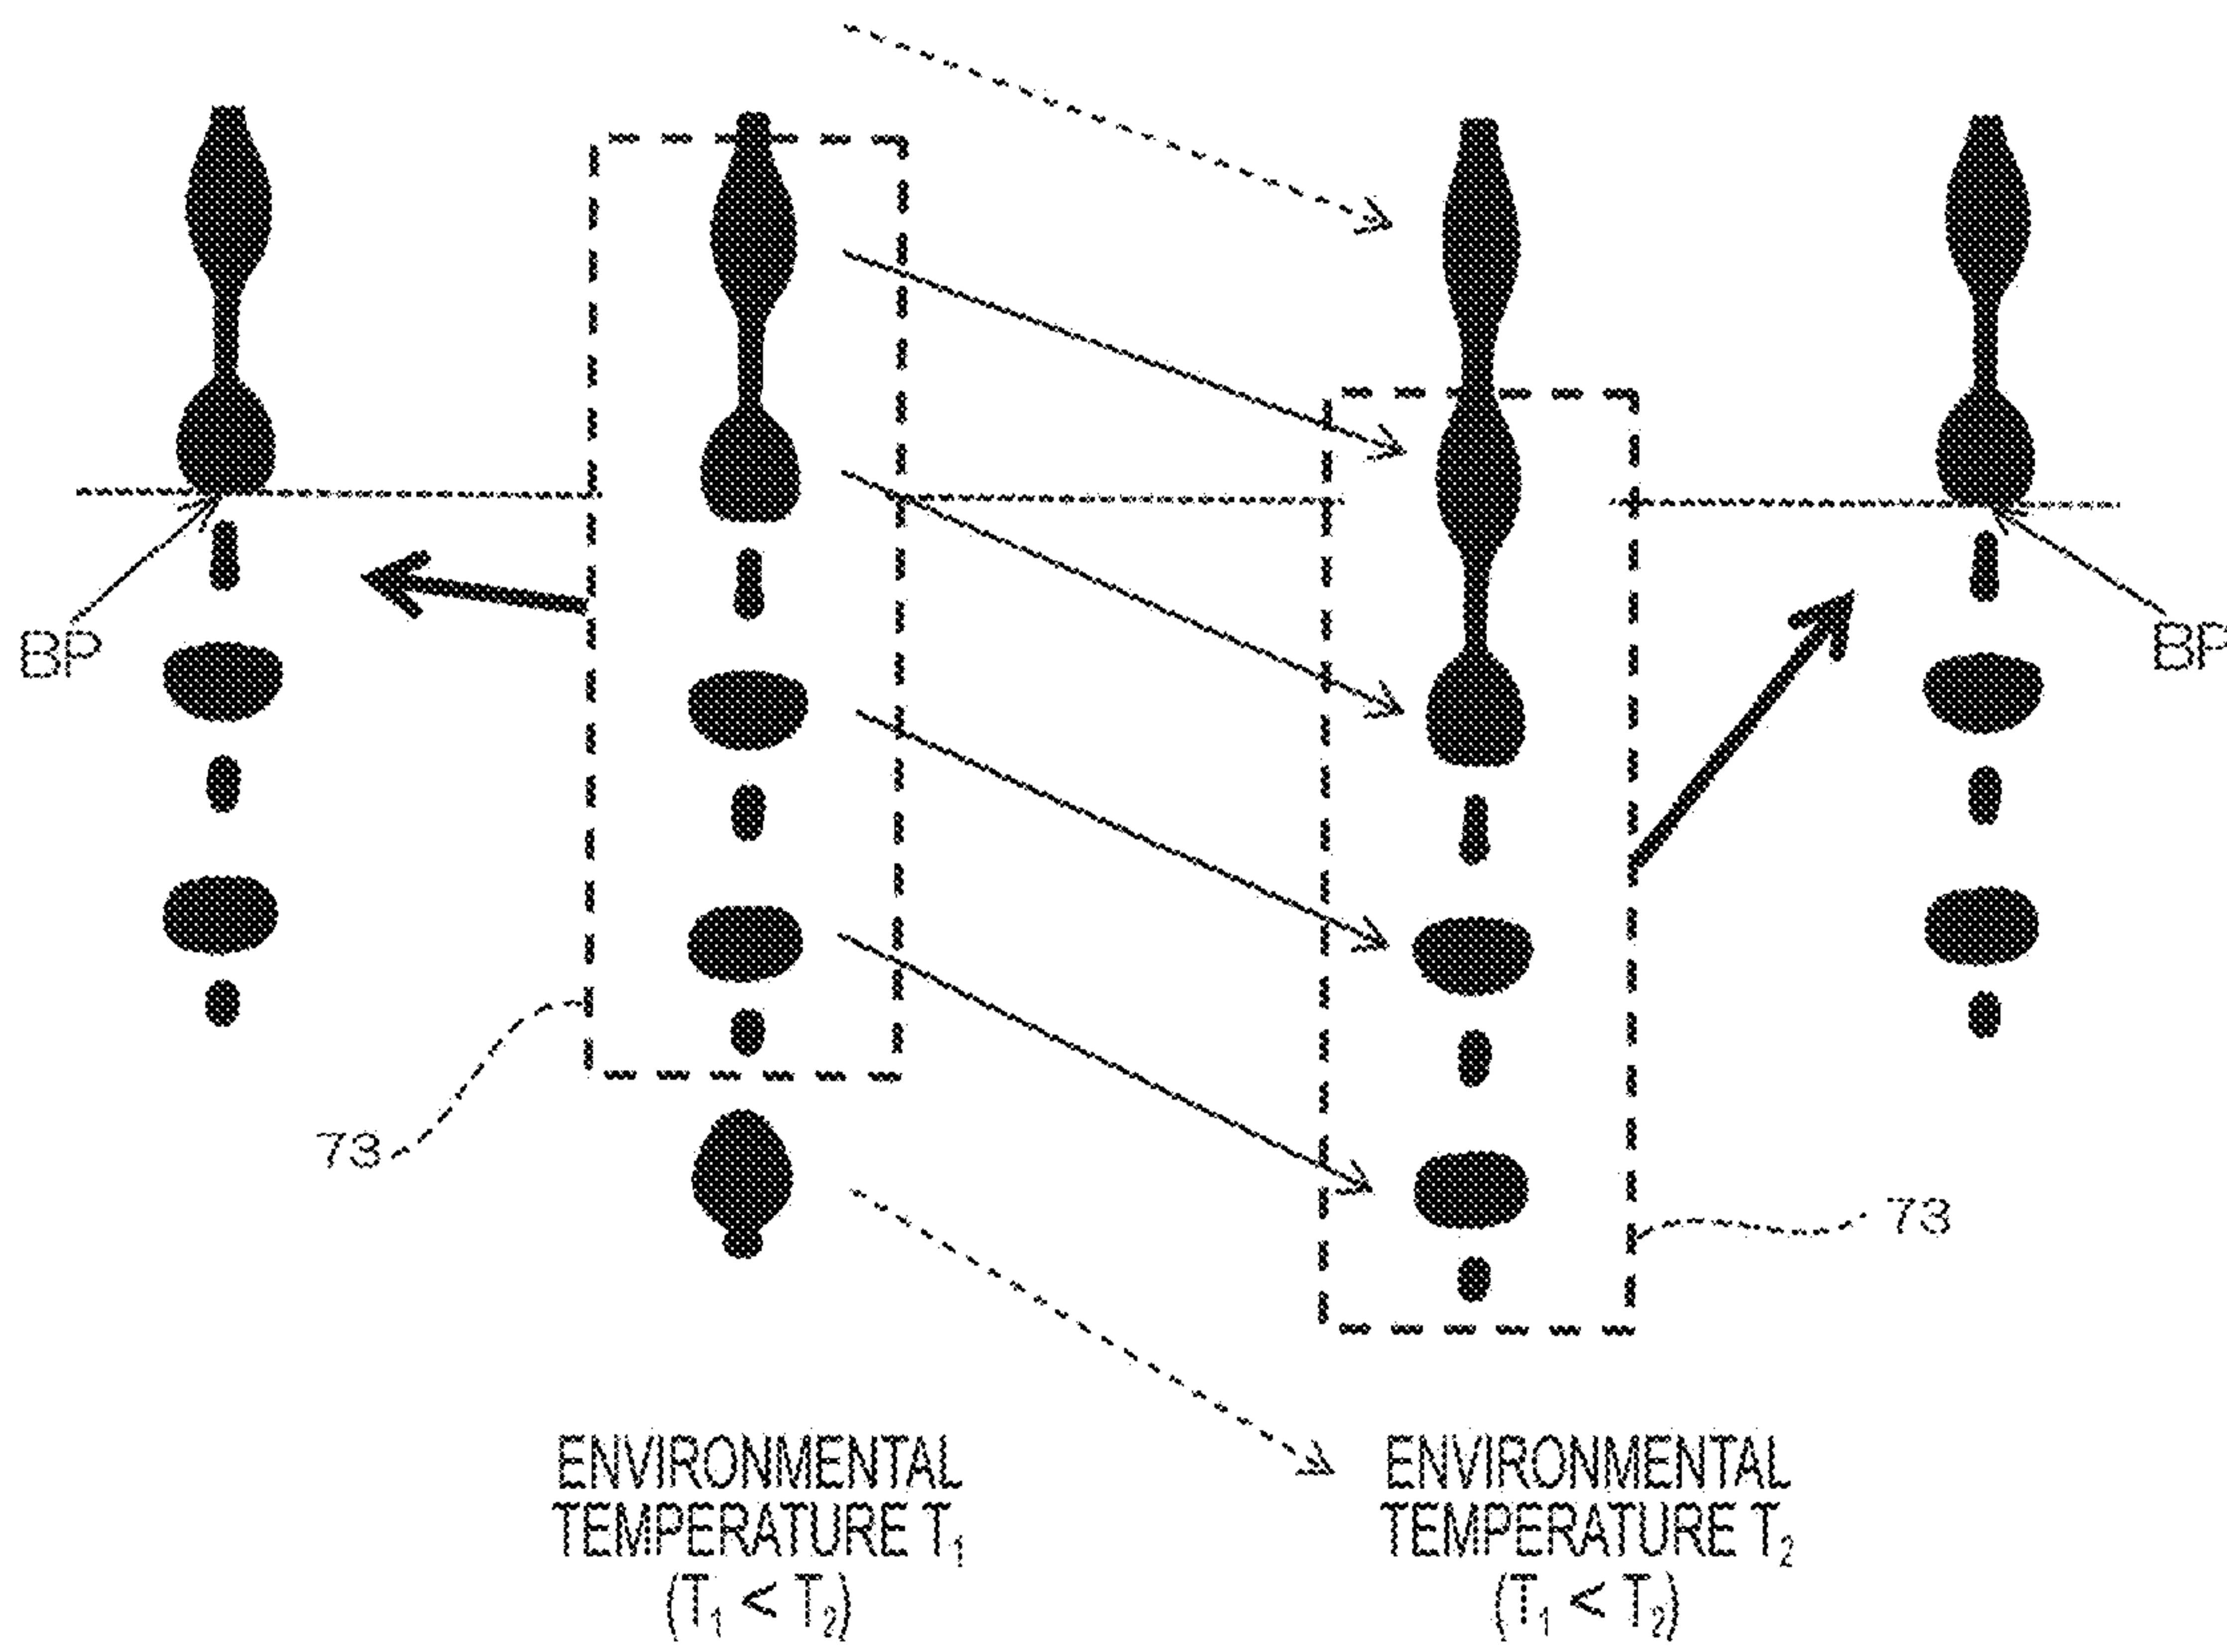 BP
BP
73
73
ENVIRONMENTAL
TEMPERATURE T₁
(T₁ < T₂)
ENVIRONMENTAL
TEMPERATURE T₂
(T₁ < T₂)